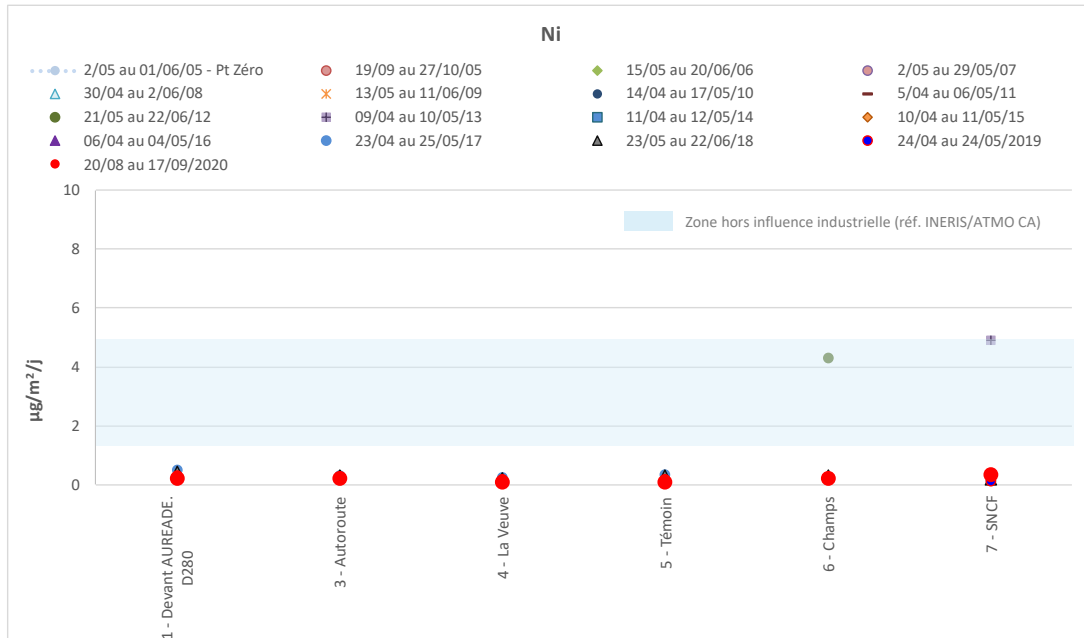 Ni
2/05 au 01/06/05 - Pt Zéro
19/09 au 27/10/05
15/05 au 20/06/06
2/05 au 29/05/07
30/04 au 2/06/08
13/05 au 11/06/09
14/04 au 17/05/10
5/04 au 06/05/11
21/05 au 22/06/12
09/04 au 10/05/13
11/04 au 12/05/14
10/04 au 11/05/15
06/04 au 04/05/16
23/04 au 25/05/17
23/05 au 22/06/18
24/04 au 24/05/2019
20/08 au 17/09/2020
10
8
6
4
2
0
µg/m²/j
Zone hors influence industrielle (réf. INERIS/ATMO CA)
1 - Devant AUREADE.
D280
3 - Autoroute
4 - La Veuve
5 - Témoin
6 - Champs
7 - SNCF